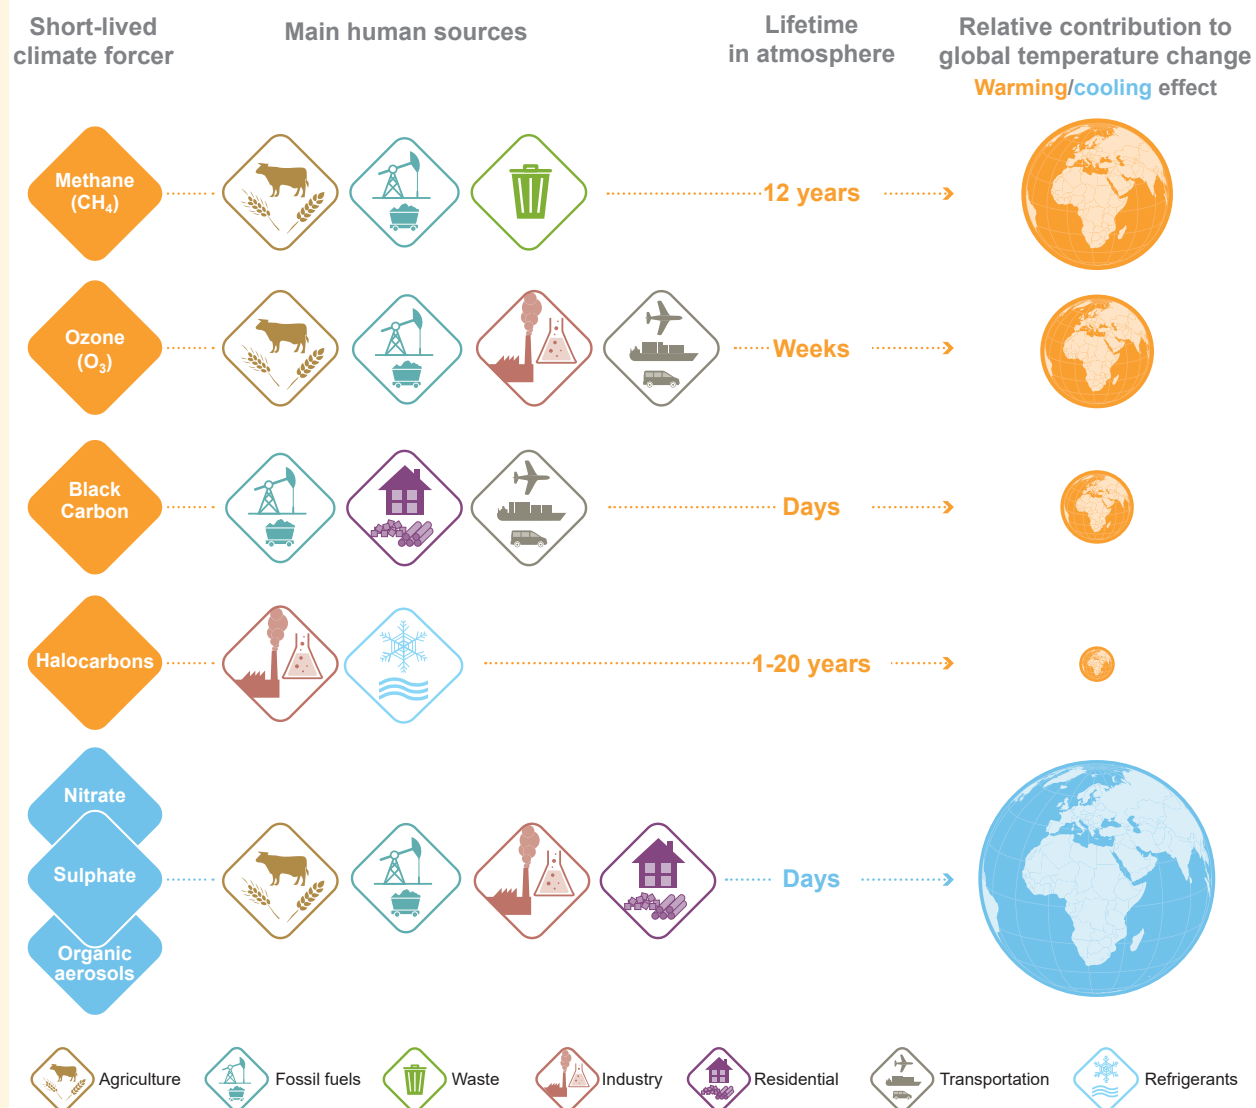 Short-lived
climate forcer
Main human sources
Lifetime
in atmosphere
Relative contribution to
global temperature change
Warming/cooling effect
Methane
(CH₄)
12 years
Ozone
(O₃)
Weeks
Black
Carbon
Days
Halocarbons
1-20 years
Nitrate
Sulphate
Organic
aerosols
Days
Agriculture
Fossil fuels
Waste
Industry
Residential
Transportation
Refrigerants